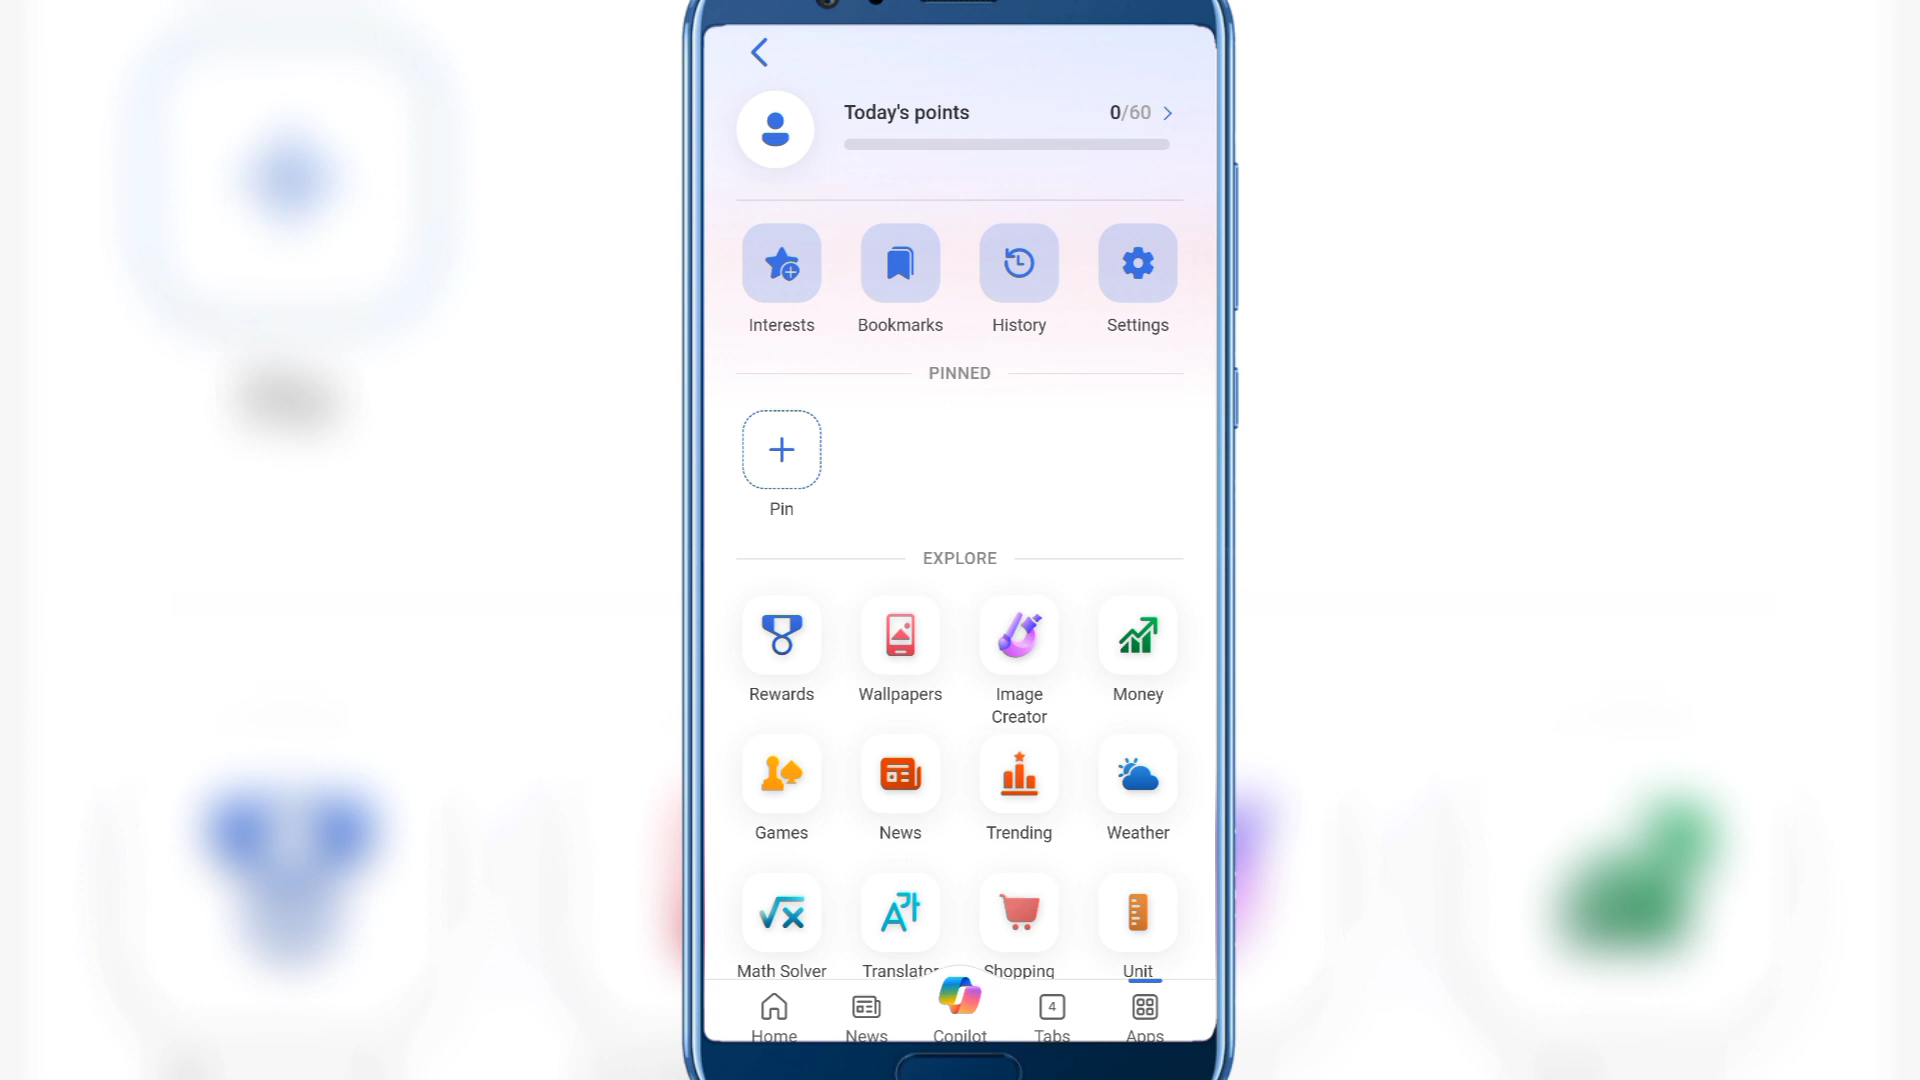 Today's points 0/60
Interests Bookmarks History Settings
PINNED
Pin
EXPLORE
Rewards Wallpapers Image Creator Money
Games News Trending Weather
Math Solver Translator Shopping Unit
4
Home News Copilot Tabs Apps